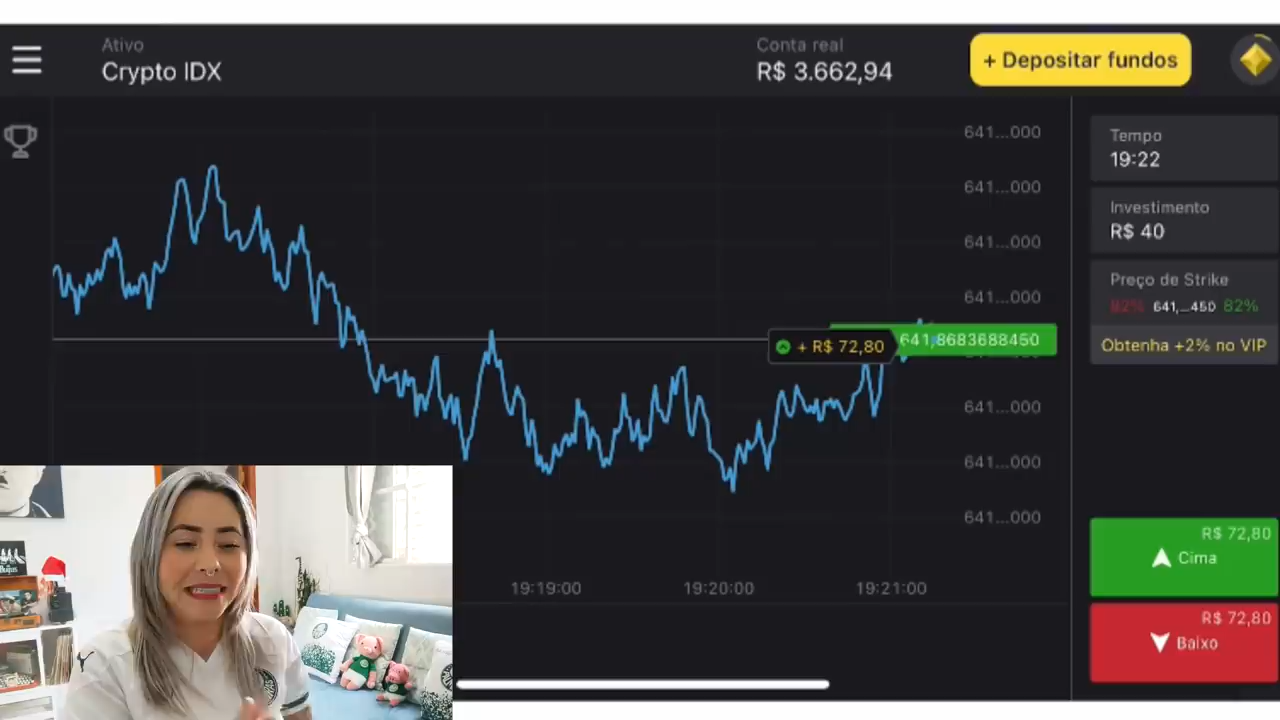 Ativo
Crypto IDX
Conta real
R$ 3.662,94
+ Depositar fundos
641...000
641...000
641...000
641...000
+ R$ 72,80
641,8683688450
641...000
641...000
641...000
19:19:00
19:20:00
19:21:00
Tempo
19:22
Investimento
R$ 40
Preço de Strike
82% 641,...450 82%
Obtenha +2% no VIP
R$ 72,80
Cima
R$ 72,80
Baixo